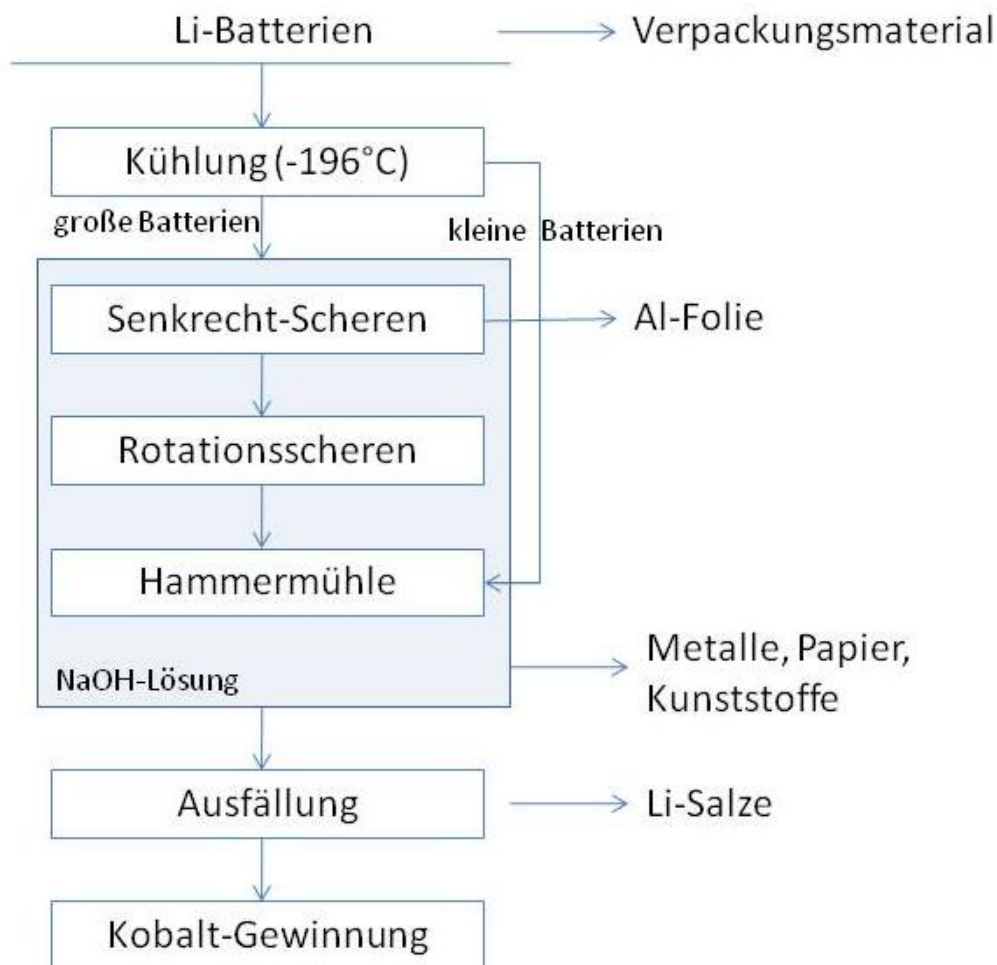 Li-Batterien
Verpackungsmaterial
Kühlung (-196°C)
große Batterien
kleine Batterien
Senkrecht-Scheren
Al-Folie
Rotationsscheren
Hammermühle
Metalle, Papier,
Kunststoffe
NaOH-Lösung
Ausfällung
Li-Salze
Kobalt-Gewinnung